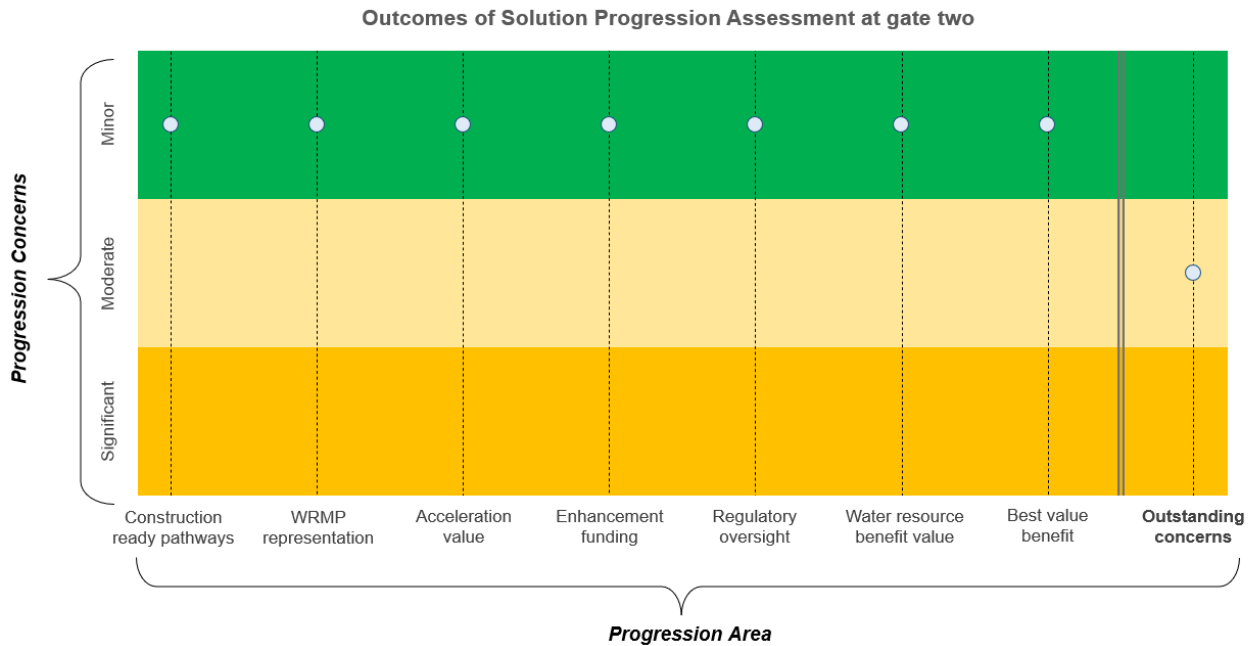 Outcomes of Solution Progression Assessment at gate two
Progression Concerns
Minor
Moderate
Significant
Construction
ready pathways
WRMP
representation
Acceleration
value
Enhancement
funding
Regulatory
oversight
Water resource
benefit value
Best value
benefit
Outstanding
concerns
Progression Area